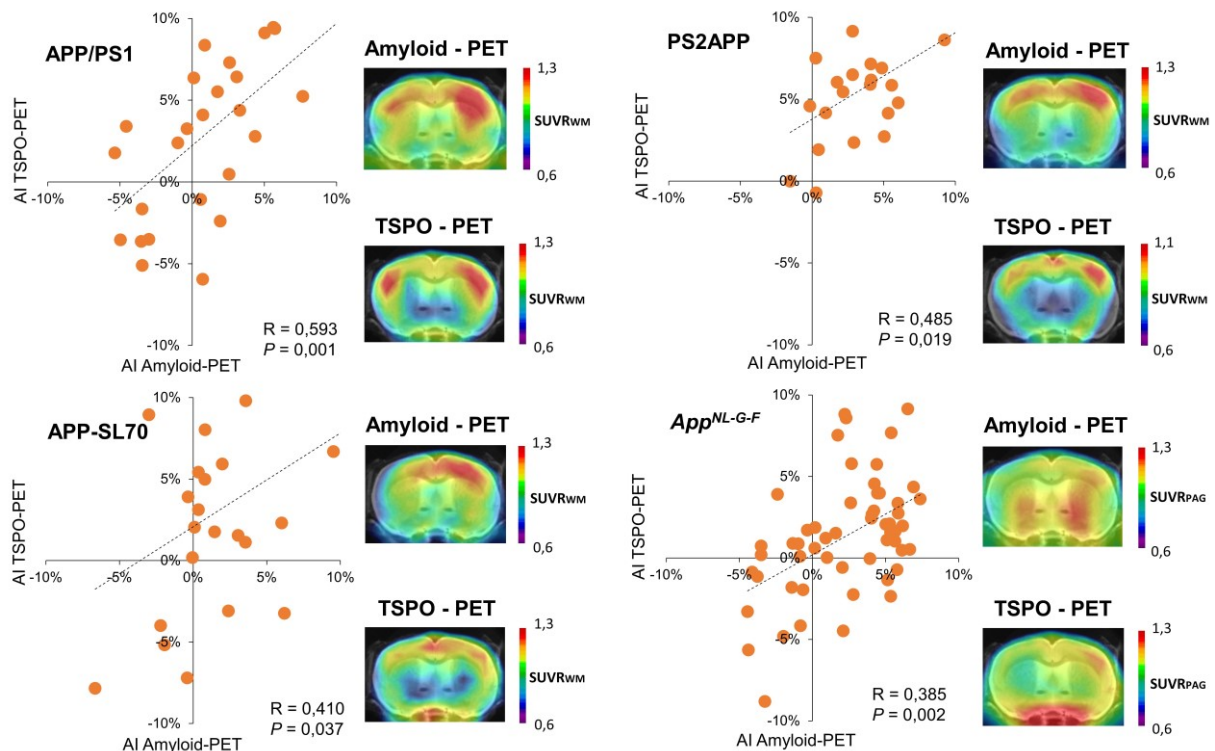 APP/PS1
AI TSPO-PET
10%
5%
0%
-5%
-10%
-10%
-5%
0%
5%
10%
R = 0,593
P = 0,001
AI Amyloid-PET
Amyloid - PET
1,3
SUVRWM
0,6
TSPO - PET
1,3
SUVRWM
0,6
PS2APP
AI TSPO-PET
10%
5%
0%
-5%
-10%
-10%
-5%
0%
5%
10%
R = 0,485
P = 0,019
AI Amyloid-PET
Amyloid - PET
1,3
SUVRWM
0,6
TSPO - PET
1,1
SUVRWM
0,6
APP-SL70
AI TSPO-PET
10%
5%
0%
-5%
-10%
-10%
-5%
0%
5%
10%
R = 0,410
P = 0,037
AI Amyloid-PET
Amyloid - PET
1,3
SUVRWM
0,6
TSPO - PET
1,3
SUVRWM
0,6
AppNL-G-F
AI TSPO-PET
10%
5%
0%
-5%
-10%
-10%
-5%
0%
5%
10%
R = 0,385
P = 0,002
AI Amyloid-PET
Amyloid - PET
1,3
SUVRPAG
0,6
TSPO - PET
1,3
SUVRPAG
0,6